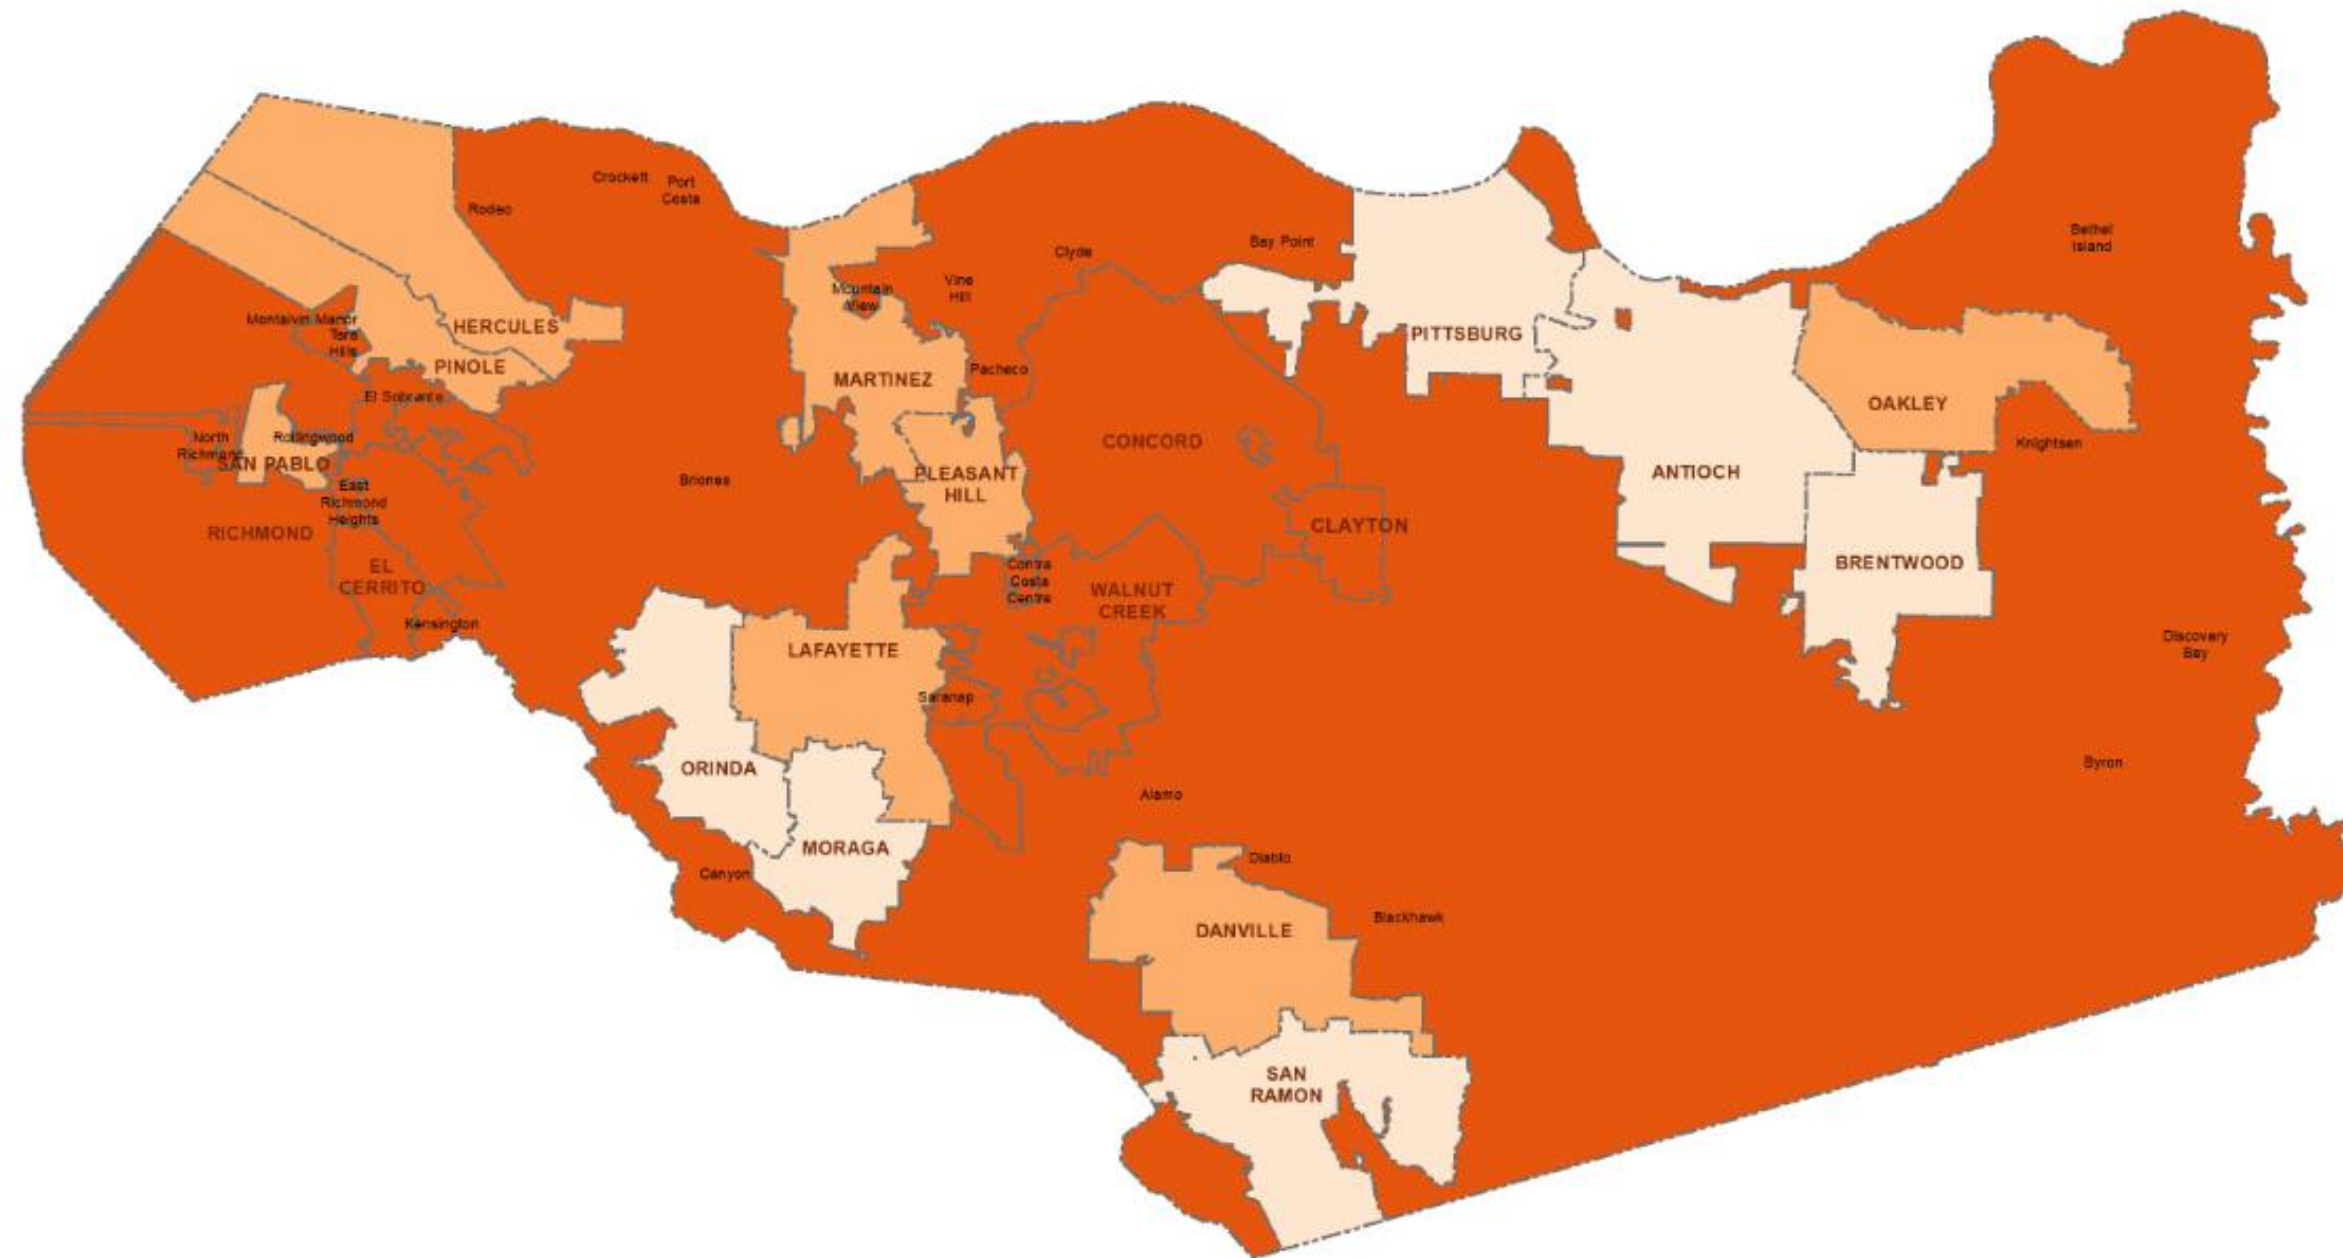 Crockett
Port
Costa
Rodeo
Bethel
Island
Bay Point
Clyde
Vine
Hill
Mountain
View
Montalvin Manor
Tara
Hills
HERCULES
PINOLE
PITTSBURG
MARTINEZ
Pacheco
El Sobrante
OAKLEY
North
Richmond
Rollingwood
SAN PABLO
CONCORD
Knightsen
East
Richmond
Heights
Briones
PLEASANT
HILL
ANTIOCH
RICHMOND
CLAYTON
EL
CERRITO
Contra
Costa
Centre
BRENTWOOD
WALNUT
CREEK
Kensington
LAFAYETTE
Discovery
Bay
Saranap
ORINDA
Byron
Alamo
MORAGA
Canyon
Diablo
Blackhawk
DANVILLE
SAN
RAMON